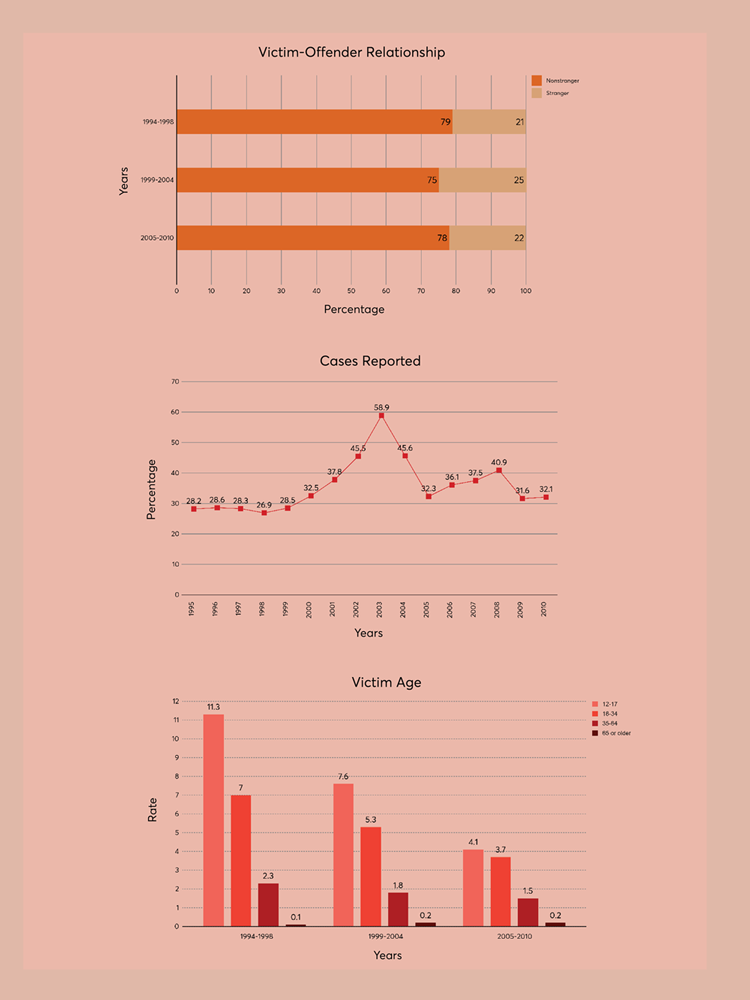 Victim-Offender Relationship
Nonstranger
Stranger
1994-1998
79
21
1999-2004
75
25
2005-2010
78
22
Years
0 10 20 30 40 50 60 70 80 90 100
Percentage
Cases Reported
70
60
50
40
30
20
10
0
Percentage
28.2 28.6 28.3 26.9 28.5 32.5 37.8 45.5 58.9 45.6 32.3 36.1 37.5 40.9 31.6 32.1
1995 1996 1997 1998 1999 2000 2001 2002 2003 2004 2005 2006 2007 2008 2009 2010
Years
Victim Age
12-17
18-34
35-64
65 or older
12
11
10
9
8
7
6
5
4
3
2
1
0
Rate
11.3 7 2.3 0.1
7.6 5.3 1.8 0.2
4.1 3.7 1.5 0.2
1994-1998 1999-2004 2005-2010
Years